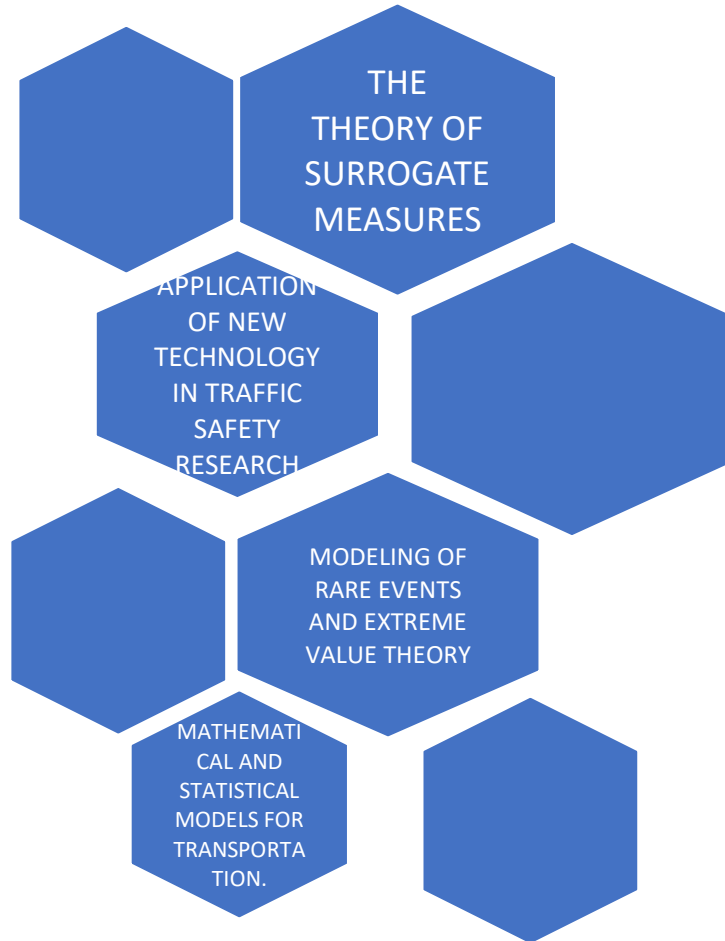 THE
THEORY OF
SURROGATE
MEASURES
APPLICATION
OF NEW
TECHNOLOGY
IN TRAFFIC
SAFETY
RESEARCH
MODELING OF
RARE EVENTS
AND EXTREME
VALUE THEORY
MATHEMATI
CAL AND
STATISTICAL
MODELS FOR
TRANSPORTA
TION.